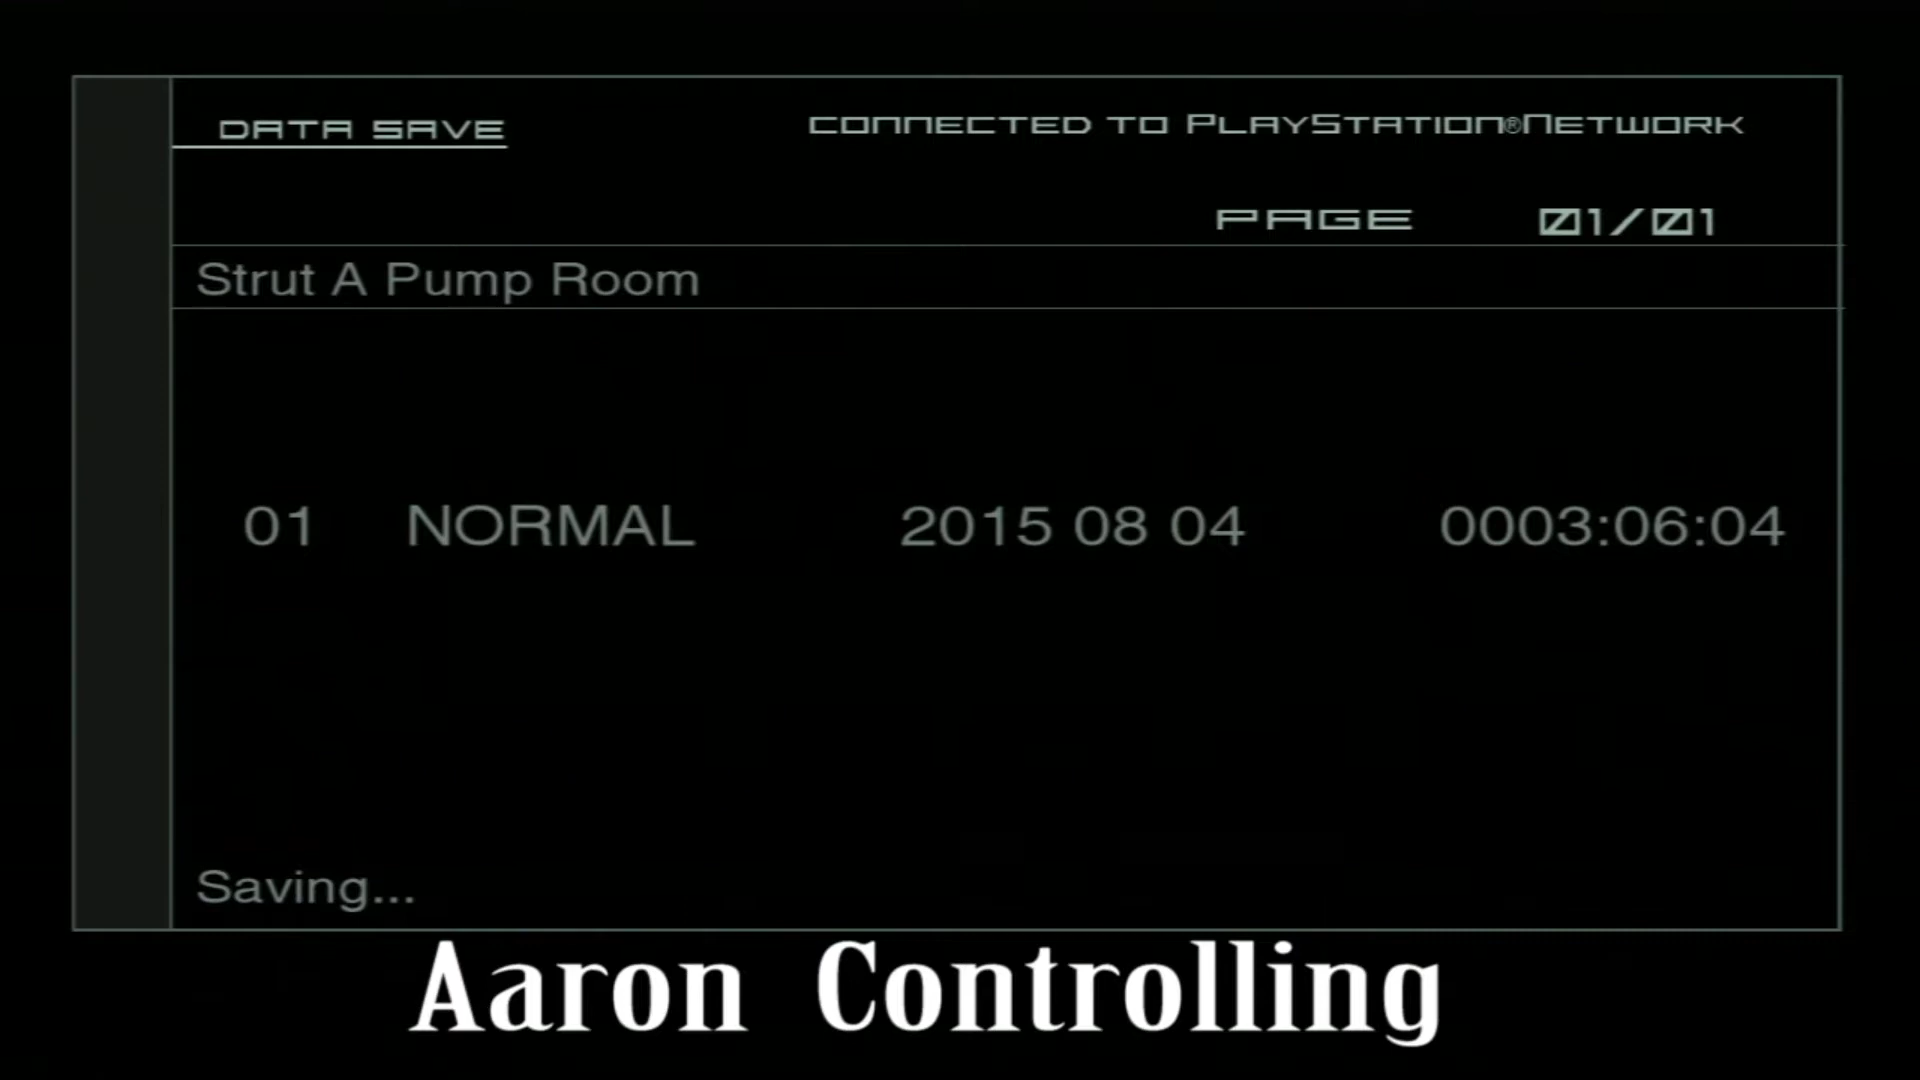 DATA SAVE
CONNECTED TO PLAYSTATION®NETWORK
PAGE 01/01
Strut A Pump Room
01 NORMAL 2015 08 04 0003:06:04
Saving...
Aaron Controlling